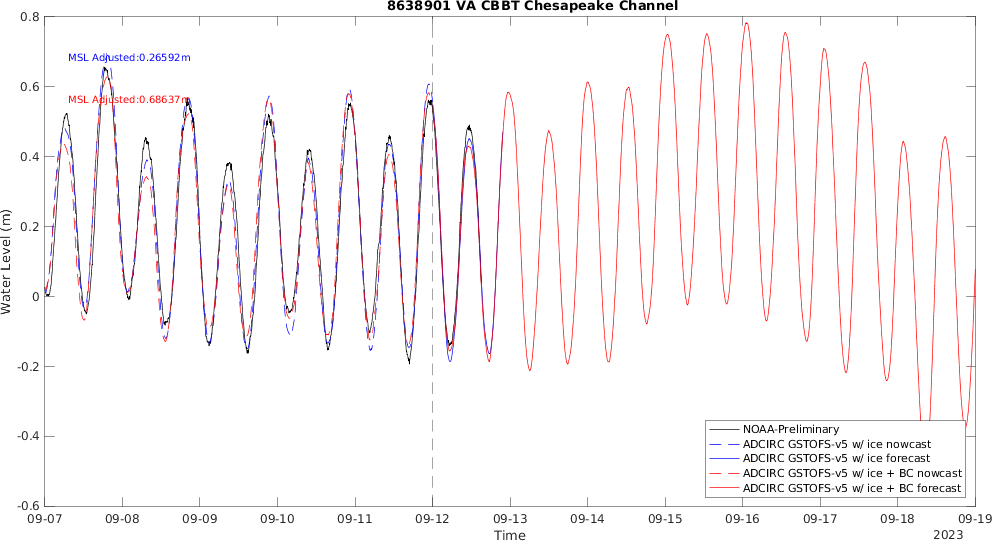 8638901 VA CBBT Chesapeake Channel
0.8
0.6
0.4
0.2
0
-0.2
-0.4
-0.6
Water Level (m)
MSL Adjusted:0.26592m
MSL Adjusted:0.68637m
NOAA-Preliminary
ADCIRC GSTOFS-v5 w/ ice nowcast
ADCIRC GSTOFS-v5 w/ ice forecast
ADCIRC GSTOFS-v5 w/ ice + BC nowcast
ADCIRC GSTOFS-v5 w/ ice + BC forecast
09-07 09-08 09-09 09-10 09-11 09-12 09-13 09-14 09-15 09-16 09-17 09-18 09-19
Time
2023